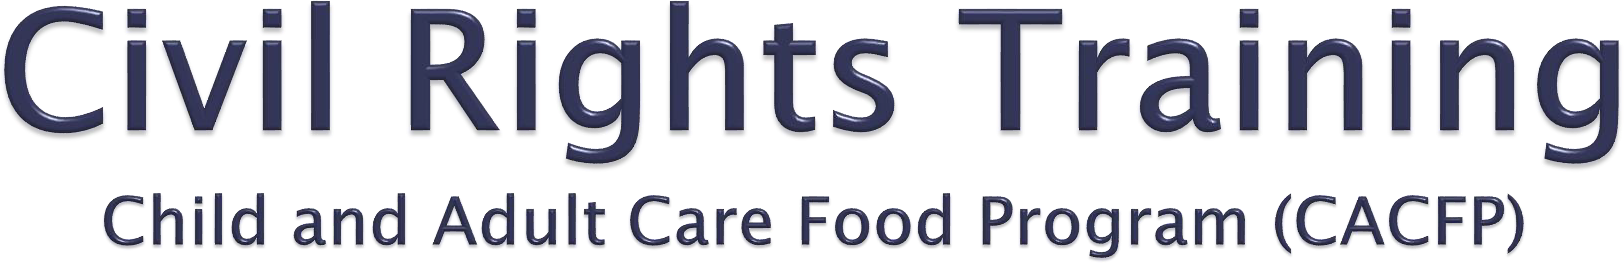 Civil Rights Training
Child and Adult Care Food Program (CACFP)